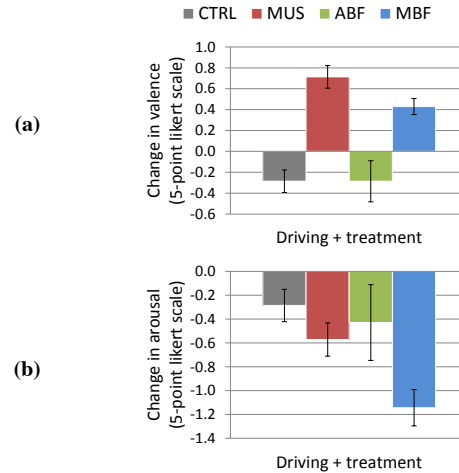 CTRL MUS ABF MBF
(a)
Change in valence
(5-point likert scale)
1.0
0.8
0.6
0.4
0.2
0.0
-0.2
-0.4
-0.6
Driving + treatment
(b)
Change in arousal
(5-point likert scale)
0.0
-0.2
-0.4
-0.6
-0.8
-1.0
-1.2
-1.4
Driving + treatment